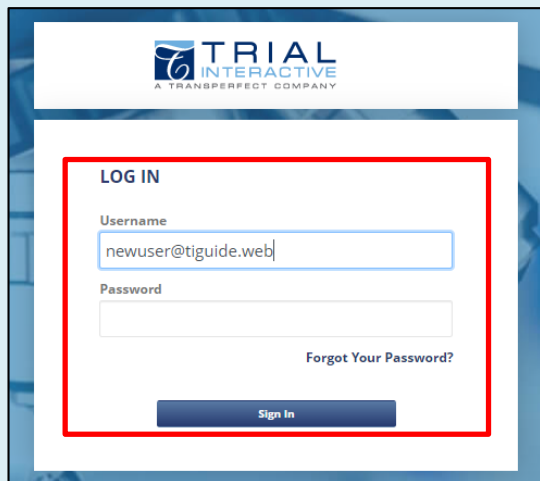 TRIAL
INTERACTIVE
A TRANSPERFECT COMPANY
LOG IN
Username
newuser@tiguide.web
Password
Forgot Your Password?
Sign In